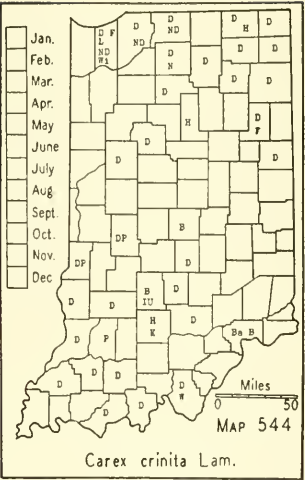 Jan.
Feb.
Mar.
Apr.
May
June
July
Aug
Sept.
Oct.
Nov.
Dec
D F D D D
L ND ND H D
ND
W1 D D D
N
D
H D
F
D
D
D
DP B
DP D
D D B
IU
H D
K
D P Ba B
D D
D D
W
D D
Miles
0 50
MAP 544
Carex crinita Lam.